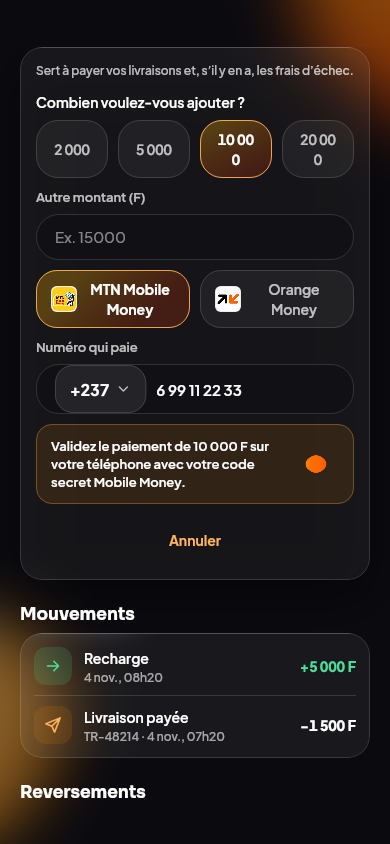 Sert à payer vos livraisons et, s'il y en a, les frais d'échec.
Combien voulez-vous ajouter ?
2 000
5 000
10 00
0
20 00
0
Autre montant (F)
Ex. 15000
MTN Mobile
Money
Orange
Money
Numéro qui paie
+237
6 99 11 22 33
Validez le paiement de 10 000 F sur
votre téléphone avec votre code
secret Mobile Money.
Annuler
Mouvements
Recharge
+5 000 F
4 nov., 08h20
Livraison payée
−1 500 F
TR-48214 · 4 nov., 07h20
Reversements